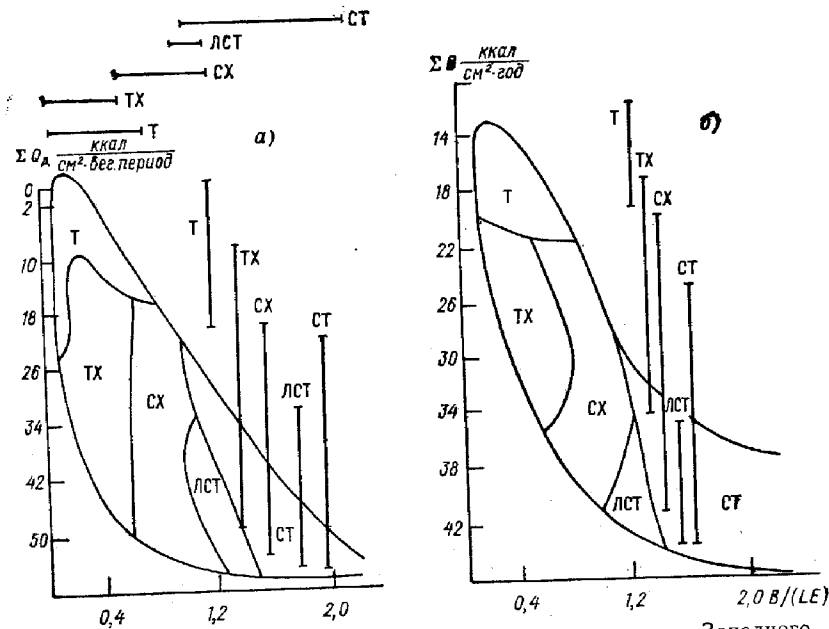 СТ
ЛСТ
СХ
ТХ
Т
а)
Σ Qд ккал
см²·вег.период
0
2
10
18
26
34
42
50
Т
ТХ
СХ
ЛСТ
СТ
Т
ТХ
СХ
ЛСТ
СТ
0,4
1,2
2,0
Σ ккал
см²·год
б)
14
18
22
26
30
34
38
42
Т
ТХ
СХ
ЛСТ
СТ
Т
ТХ
СХ
ЛСТ
СТ
0,4
1,2
2,0 B/(LE)
Западного